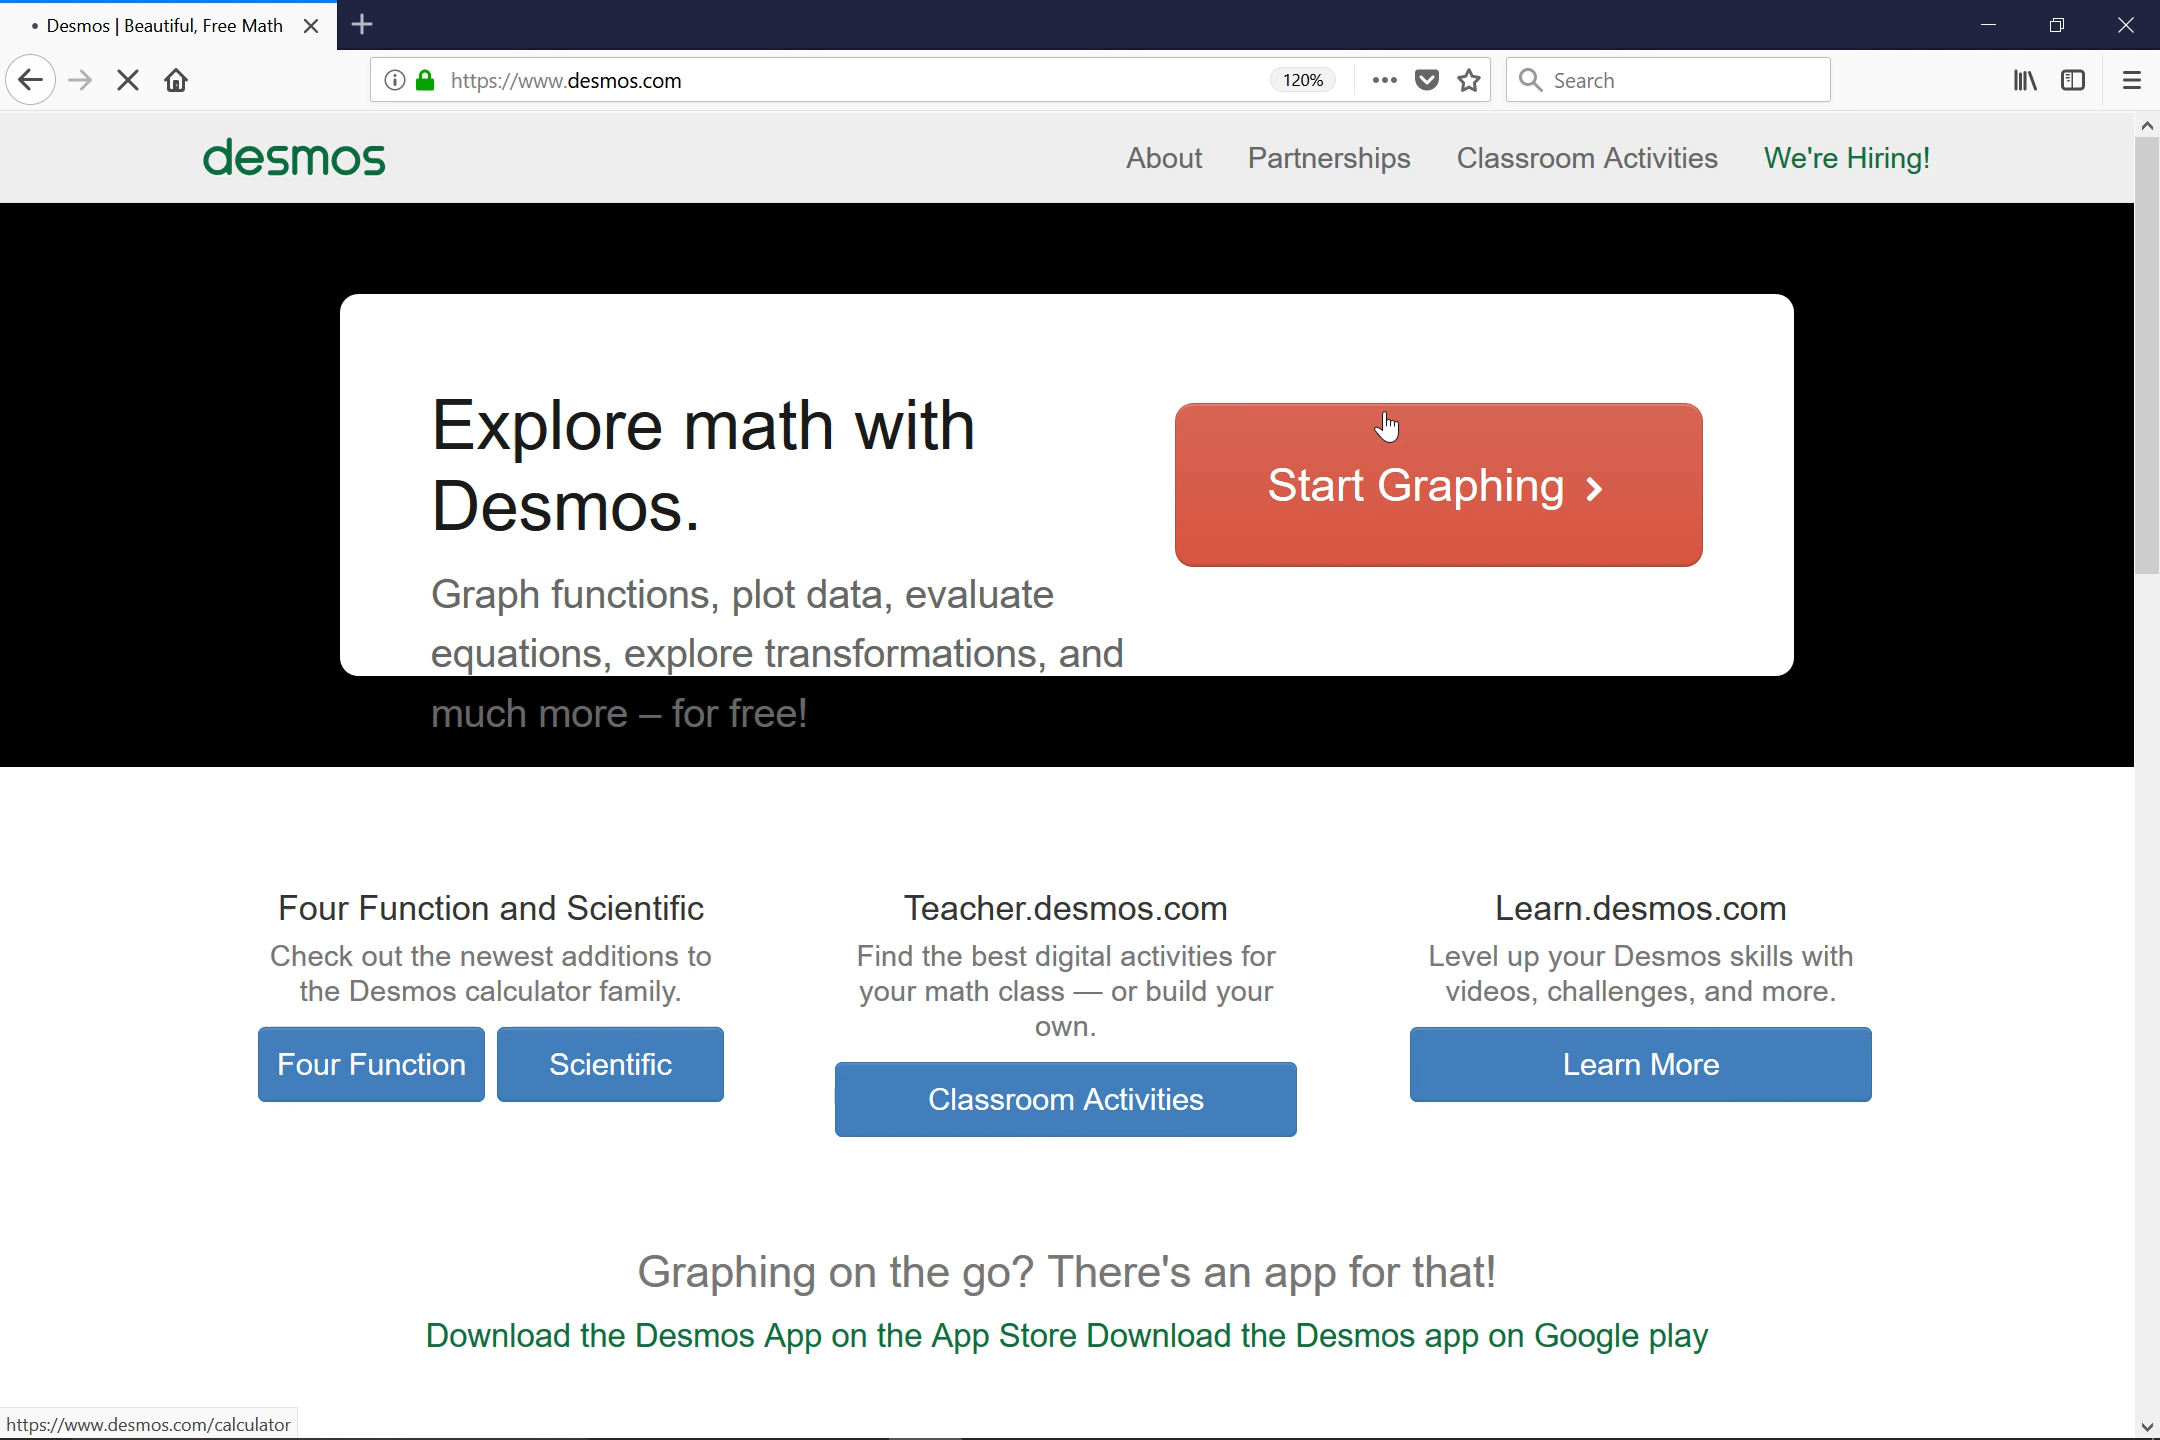 Desmos | Beautiful, Free Math
https://www.desmos.com
120%
Search
desmos
About Partnerships Classroom Activities We're Hiring!
Explore math with
Desmos.
Start Graphing ›
Graph functions, plot data, evaluate
equations, explore transformations, and
much more – for free!
Four Function and Scientific
Check out the newest additions to
the Desmos calculator family.
Four Function
Scientific
Teacher.desmos.com
Find the best digital activities for
your math class — or build your
own.
Classroom Activities
Learn.desmos.com
Level up your Desmos skills with
videos, challenges, and more.
Learn More
Graphing on the go? There's an app for that!
Download the Desmos App on the App Store Download the Desmos app on Google play
https://www.desmos.com/calculator